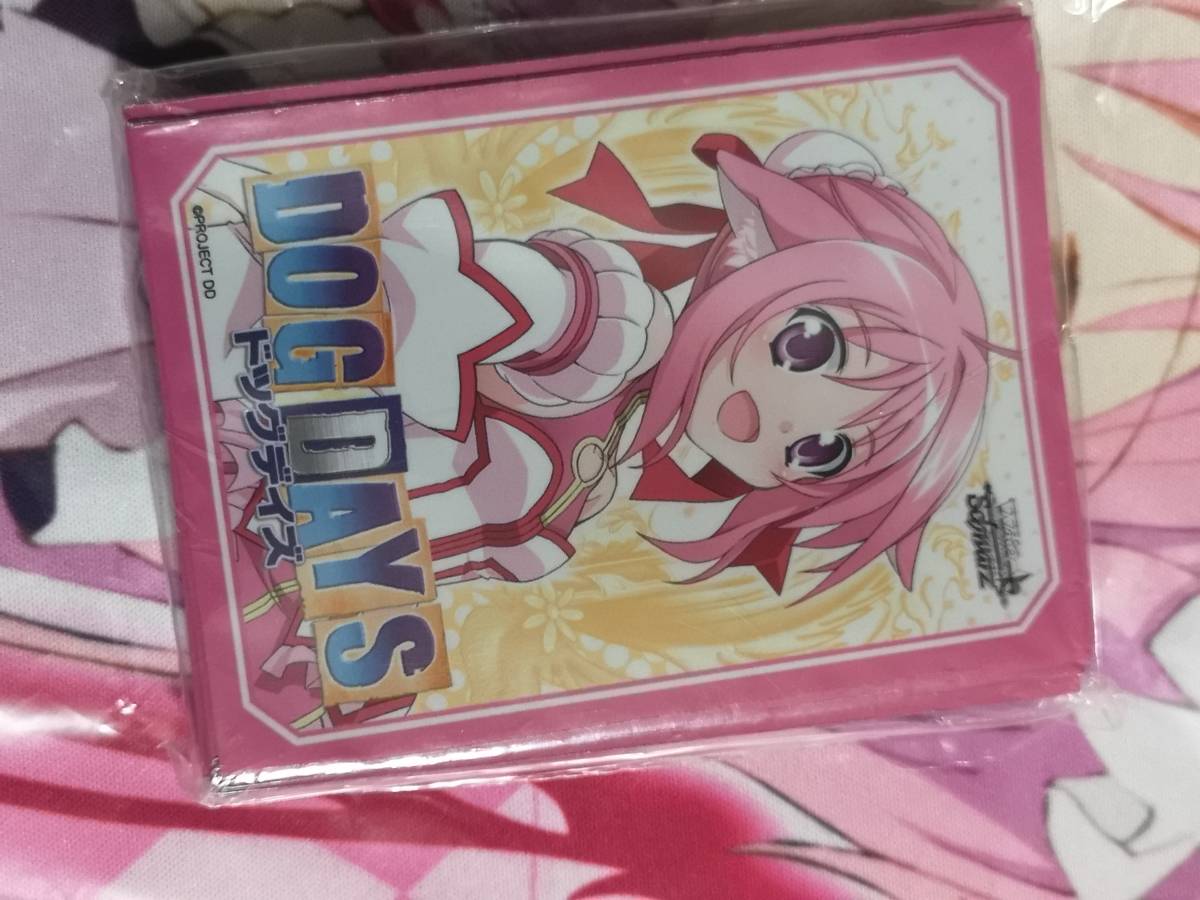 Weiß
Schwarz
DOG DAYS
ドッグデイズ
©PROJECT DD